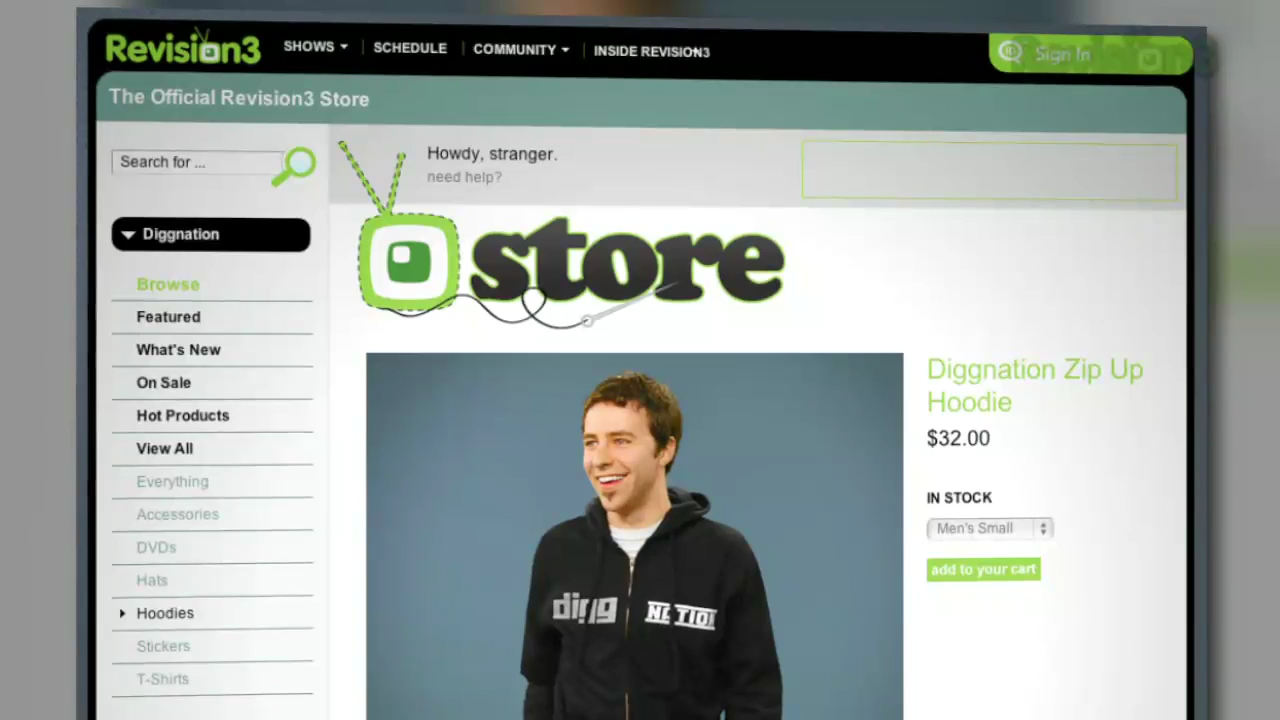 Revision3
SHOWS
SCHEDULE
COMMUNITY
INSIDE REVISION3
Sign In
The Official Revision3 Store
Search for ...
Howdy, stranger.
need help?
Diggnation
store
Browse
Featured
What's New
On Sale
Hot Products
View All
Everything
Accessories
DVDs
Hats
Hoodies
Stickers
T-Shirts
Diggnation Zip Up
Hoodie
$32.00
IN STOCK
Men's Small
add to your cart
digg NATION